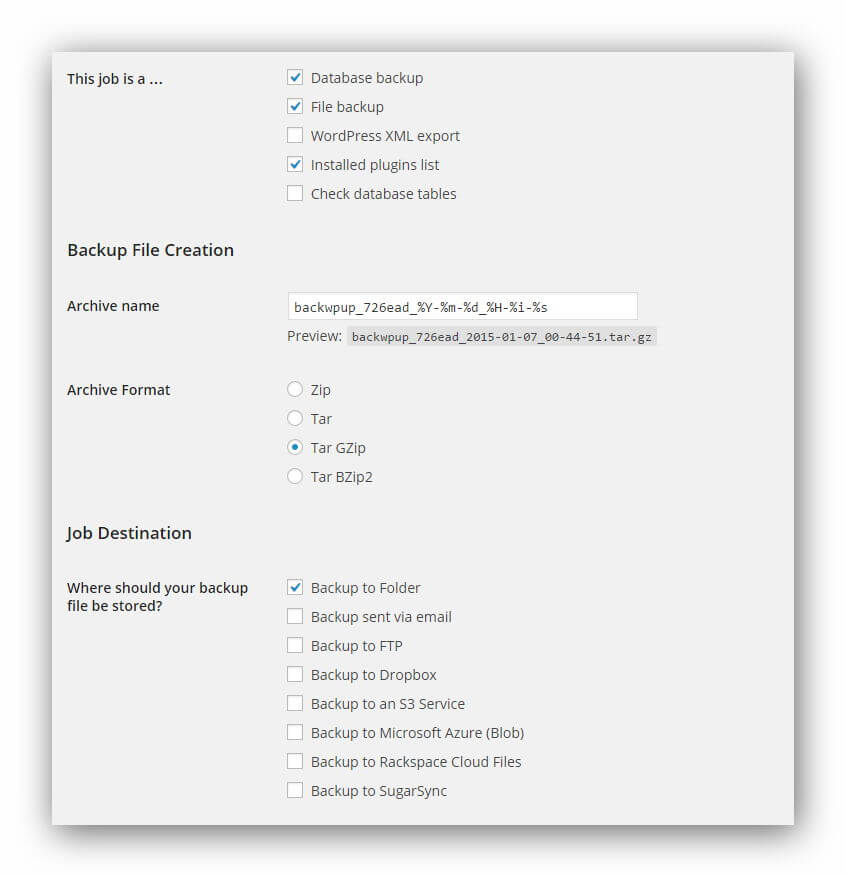 This job is a ...
Database backup
File backup
WordPress XML export
Installed plugins list
Check database tables
Backup File Creation
Archive name
backwpup_726ead_%Y-%m-%d_%H-%i-%s
Preview: backwpup_726ead_2015-01-07_00-44-51.tar.gz
Archive Format
Zip
Tar
Tar GZip
Tar BZip2
Job Destination
Where should your backup
file be stored?
Backup to Folder
Backup sent via email
Backup to FTP
Backup to Dropbox
Backup to an S3 Service
Backup to Microsoft Azure (Blob)
Backup to Rackspace Cloud Files
Backup to SugarSync